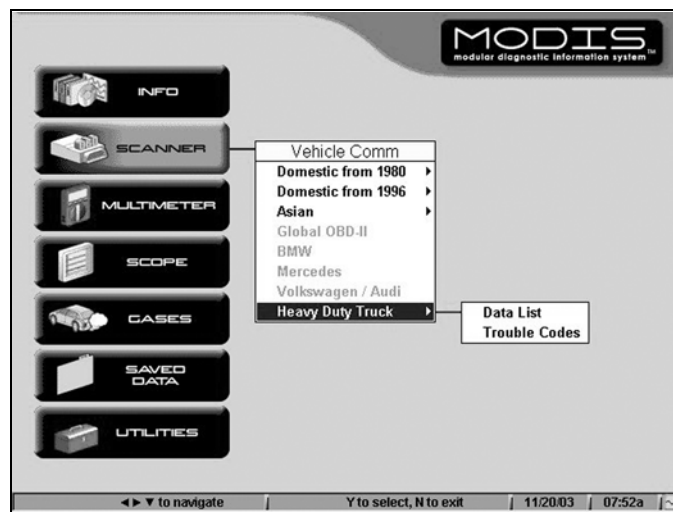 MODIS™
modular diagnostic information system
INFO
SCANNER
MULTIMETER
SCOPE
GASES
SAVED
DATA
UTILITIES
Vehicle Comm
Domestic from 1980
Domestic from 1996
Asian
Global OBD-II
BMW
Mercedes
Volkswagen / Audi
Heavy Duty Truck
Data List
Trouble Codes
◄ ► ▼ to navigate
Y to select, N to exit
11/20/03
07:52a